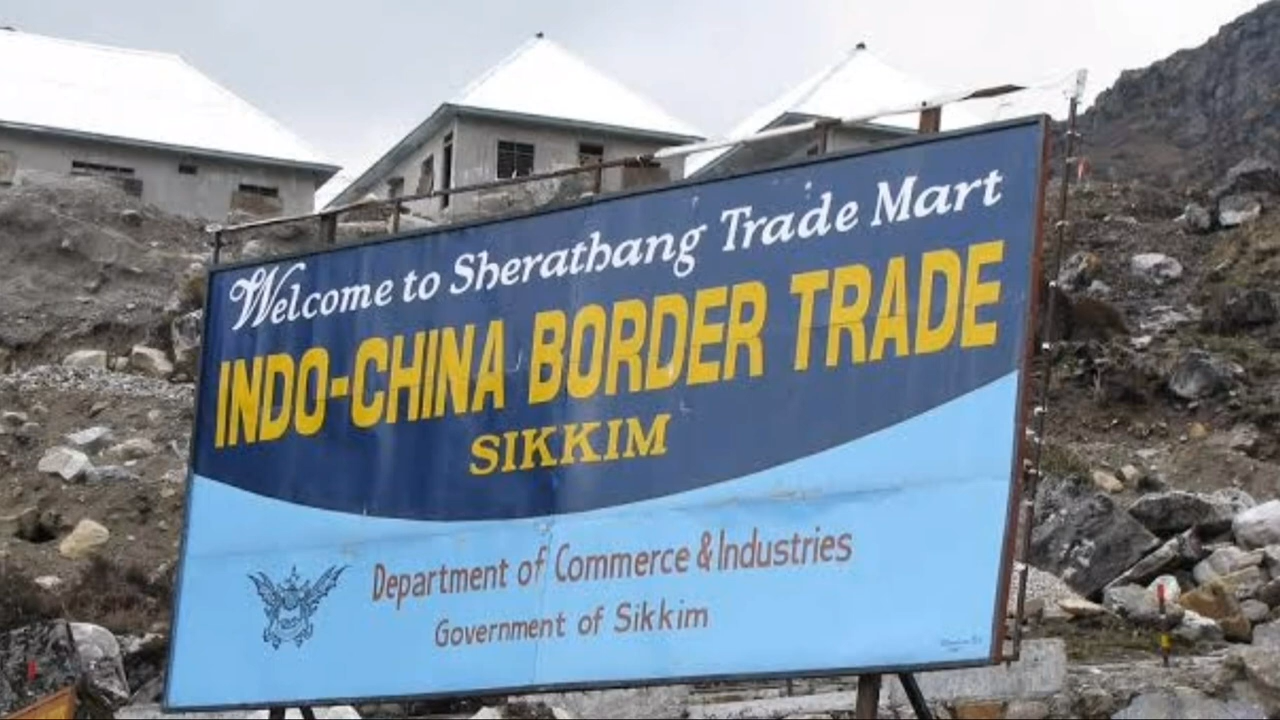 Welcome to Sherathang Trade Mart
INDO-CHINA BORDER TRADE
SIKKIM
Department of Commerce & Industries
Government of Sikkim